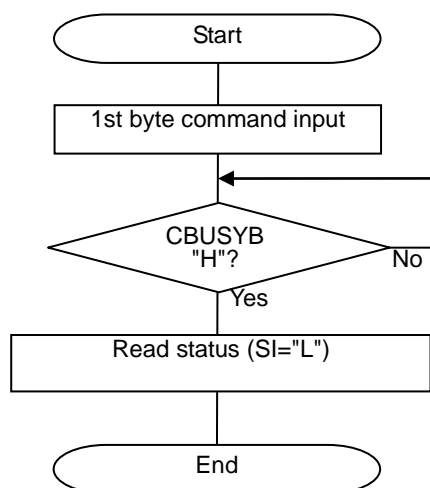 Start
1st byte command input
CBUSYB
"H"?
No
Yes
Read status (SI="L")
End